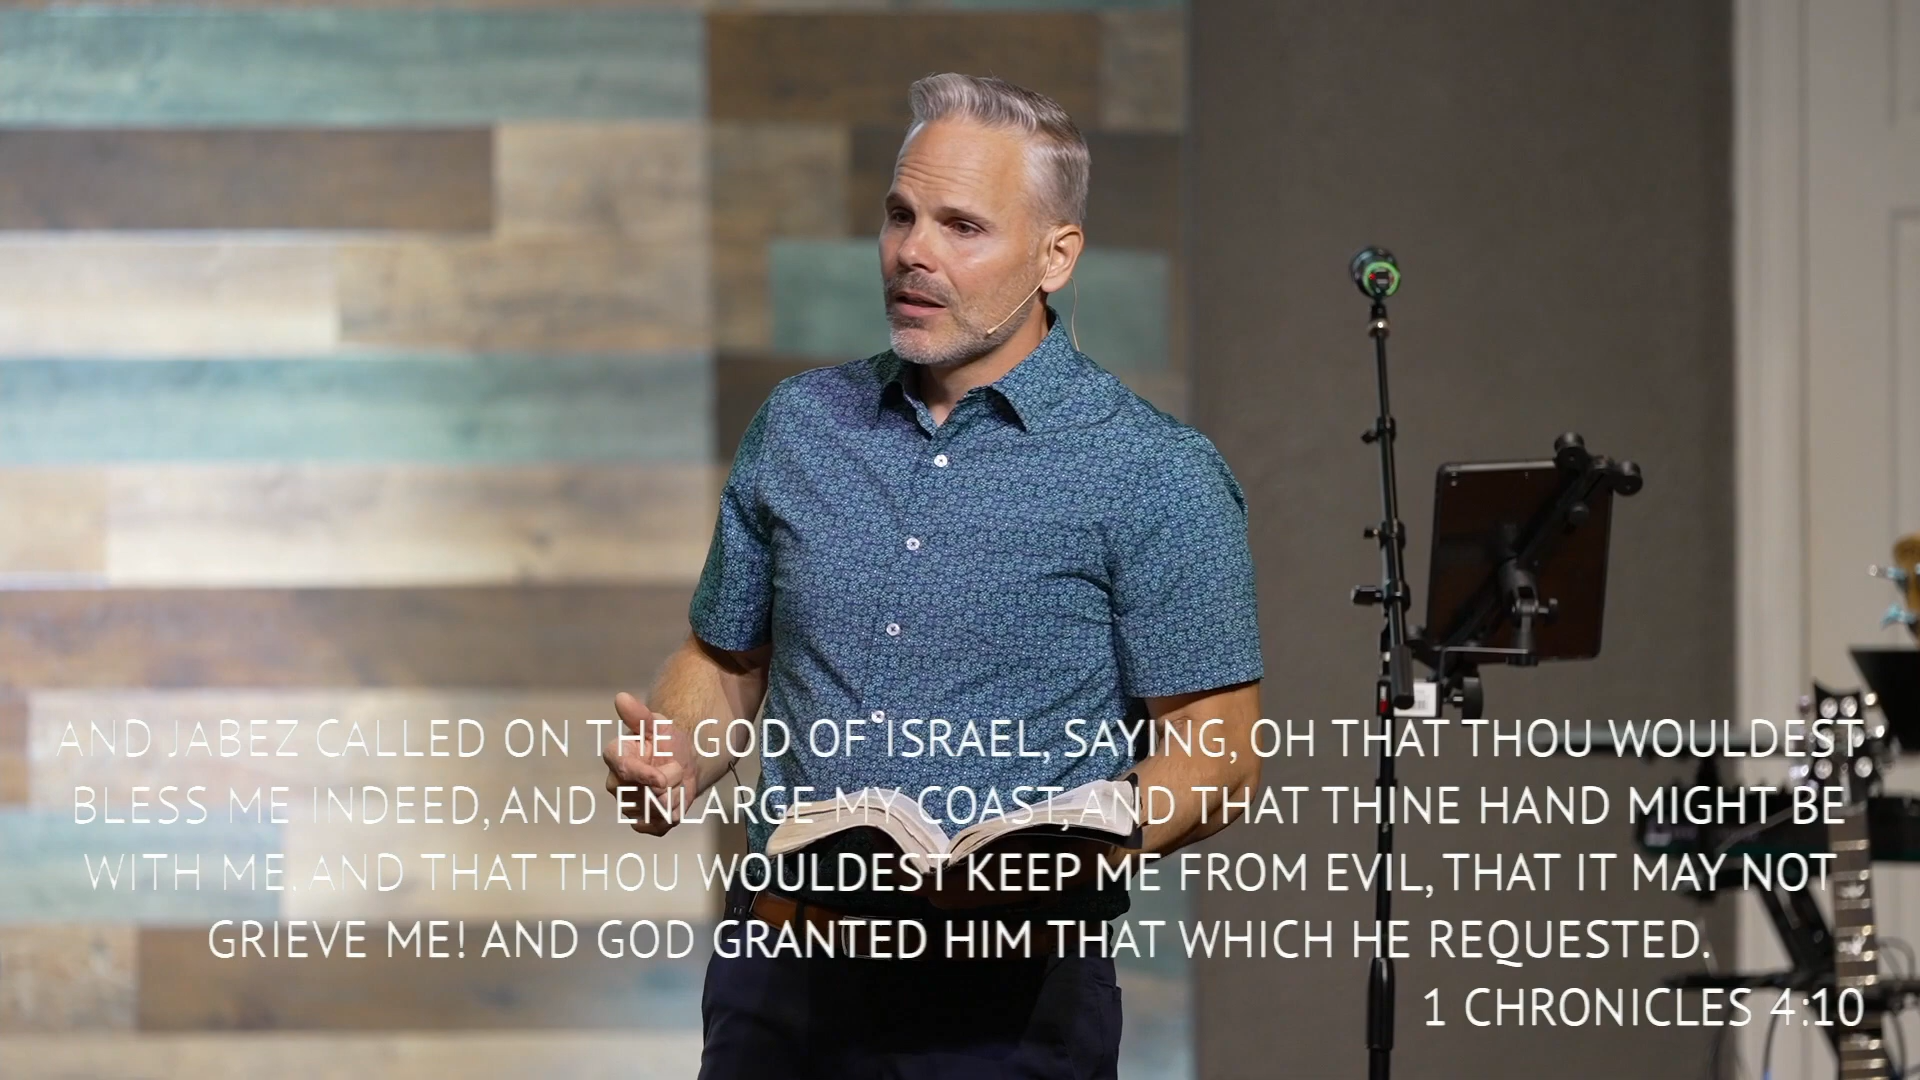 AND JABEZ CALLED ON THE GOD OF ISRAEL, SAYING, OH THAT THOU WOULDEST
BLESS ME INDEED, AND ENLARGE MY COAST, AND THAT THINE HAND MIGHT BE
WITH ME, AND THAT THOU WOULDEST KEEP ME FROM EVIL, THAT IT MAY NOT
GRIEVE ME! AND GOD GRANTED HIM THAT WHICH HE REQUESTED.
1 CHRONICLES 4:10